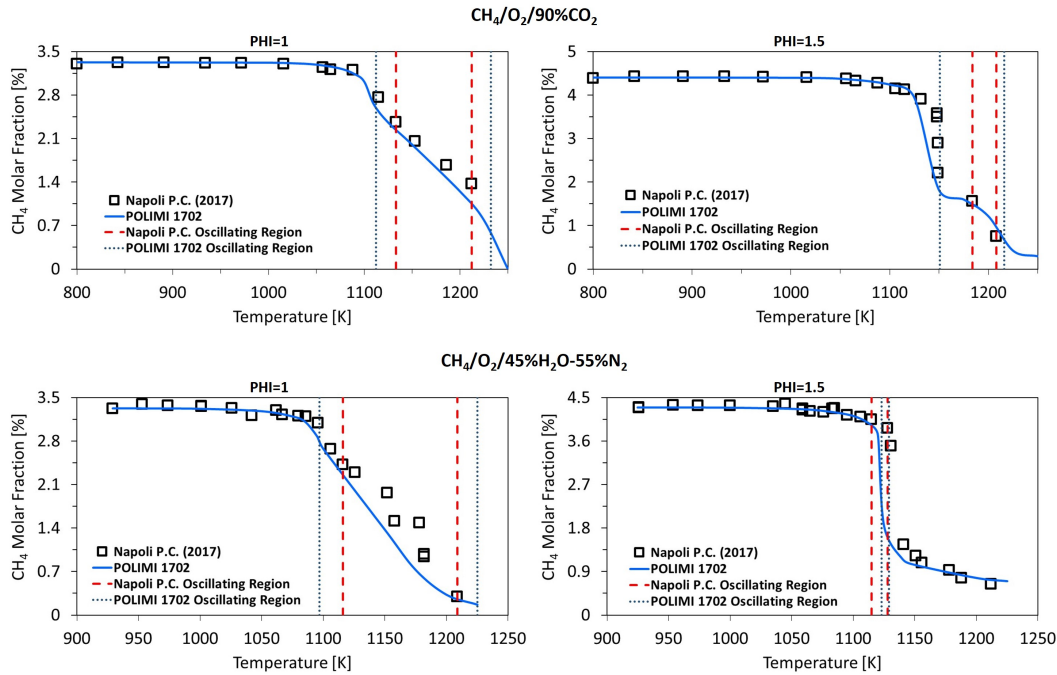 CH₄/O₂/90%CO₂
PHI=1
CH₄ Molar Fraction [%]
3.5
2.8
2.1
1.4
0.7
0
Napoli P.C. (2017)
POLIMI 1702
Napoli P.C. Oscillating Region
POLIMI 1702 Oscillating Region
800 900 1000 1100 1200
Temperature [K]
PHI=1.5
CH₄ Molar Fraction [%]
5
4
3
2
1
0
Napoli P.C. (2017)
POLIMI 1702
Napoli P.C. Oscillating Region
POLIMI 1702 Oscillating Region
800 900 1000 1100 1200
Temperature [K]
CH₄/O₂/45%H₂O-55%N₂
PHI=1
CH₄ Molar Fraction [%]
3.5
2.8
2.1
1.4
0.7
0
Napoli P.C. (2017)
POLIMI 1702
Napoli P.C. Oscillating Region
POLIMI 1702 Oscillating Region
900 950 1000 1050 1100 1150 1200 1250
Temperature [K]
PHI=1.5
CH₄ Molar Fraction [%]
4.5
3.6
2.7
1.8
0.9
0
Napoli P.C. (2017)
POLIMI 1702
Napoli P.C. Oscillating Region
POLIMI 1702 Oscillating Region
900 950 1000 1050 1100 1150 1200 1250
Temperature [K]